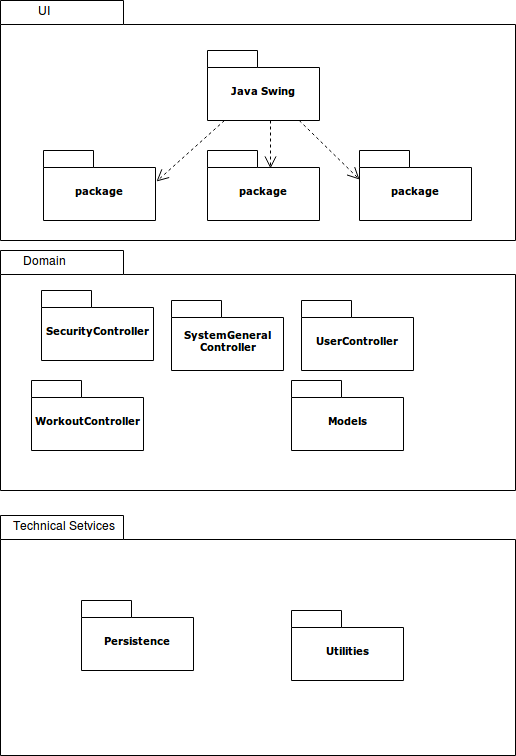 UI
Java Swing
package
package
package
Domain
SecurityController
SystemGeneral
Controller
UserController
WorkoutController
Models
Technical Setvices
Persistence
Utilities